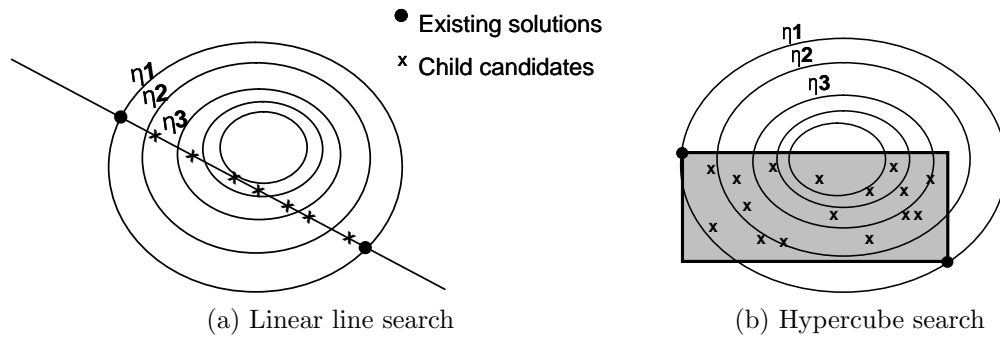 ● Existing solutions
x Child candidates
η1
η2
η3
η1
η2
η3
(a) Linear line search
(b) Hypercube search